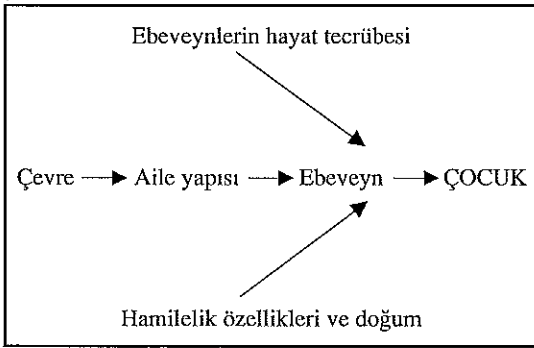 Ebeveynlerin hayat tecrübesi
Çevre → Aile yapısı → Ebeveyn → ÇOCUK
Hamilelik özellikleri ve doğum